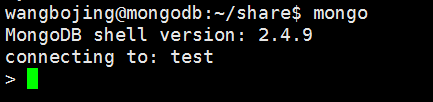 wangbojing@mongodb:~/share$ mongo
MongoDB shell version: 2.4.9
connecting to: test
>